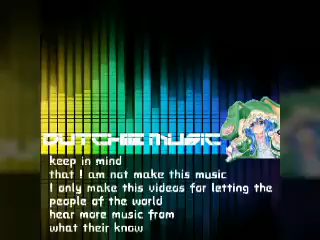 DUTCHIE MUSIC
keep in mind
that I am not make this music
I only make this videos for letting the
people of the world
hear more music from
what their know